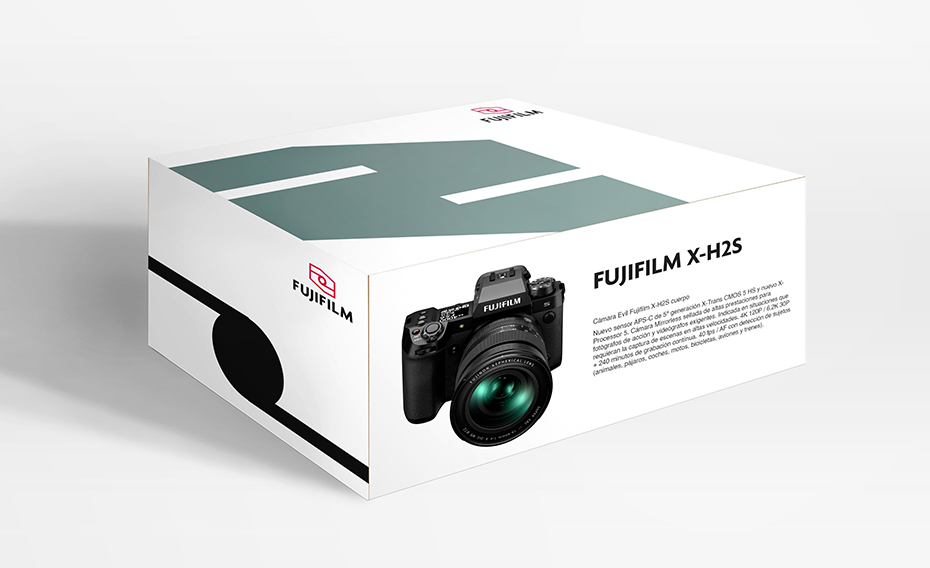 FUJIFILM
FUJIFILM
FUJIFILM X-H2S
Cámara Evil Fujifilm X-H2S cuerpo
Nuevo sensor APS-C de 5ª generación X-Trans CMOS 5 HS y nuevo X-
Processor 5. Cámara Mirrorless sellada de altas prestaciones para
fotógrafos de acción y videógrafos exigentes. Indicada en situaciones que
requieran la captura de escenas en altas velocidades. 4K 120P / 6,2K 30P
+ 240 minutos de grabación continua. 40 fps / AF con detección de sujetos
(animales, pájaros, coches, motos, bicicletas, aviones y trenes).
FUJIFILM
FUJINON ASPHERICAL LENS